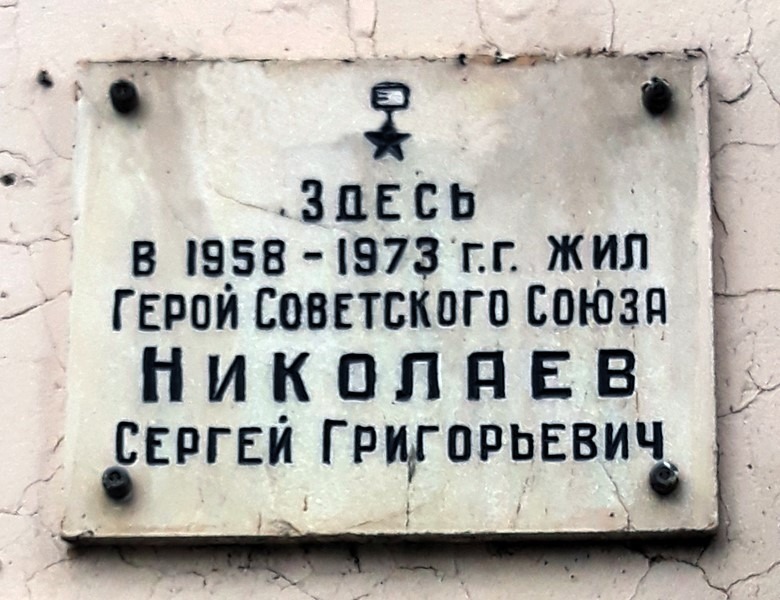 Здесь
в 1958 - 1973 г.г. жил
Герой Советского Союза
Николаев
Сергей Григорьевич